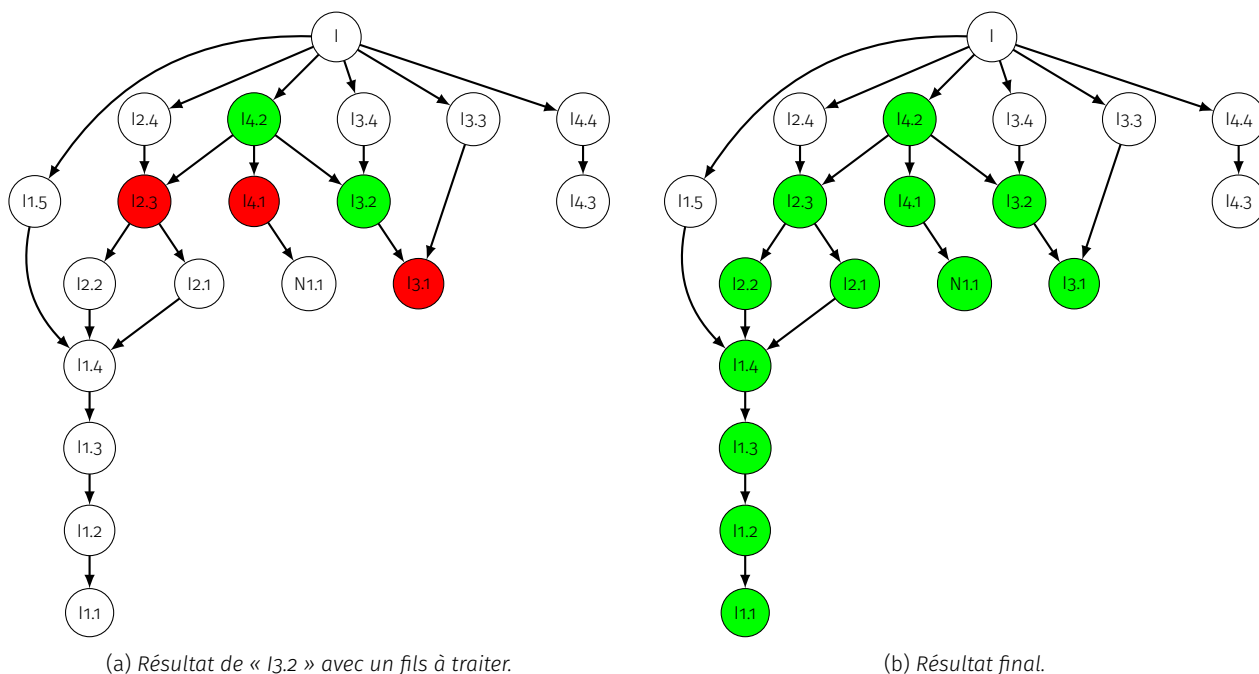 I
I2.4 I4.2 I3.4 I3.3 I4.4
I1.5 I2.3 I4.1 I3.2 I4.3
I2.2 I2.1 N1.1 I3.1
I1.4
I1.3
I1.2
I1.1
(a) Résultat de « I3.2 » avec un fils à traiter.
I
I2.4 I4.2 I3.4 I3.3 I4.4
I1.5 I2.3 I4.1 I3.2 I4.3
I2.2 I2.1 N1.1 I3.1
I1.4
I1.3
I1.2
I1.1
(b) Résultat final.